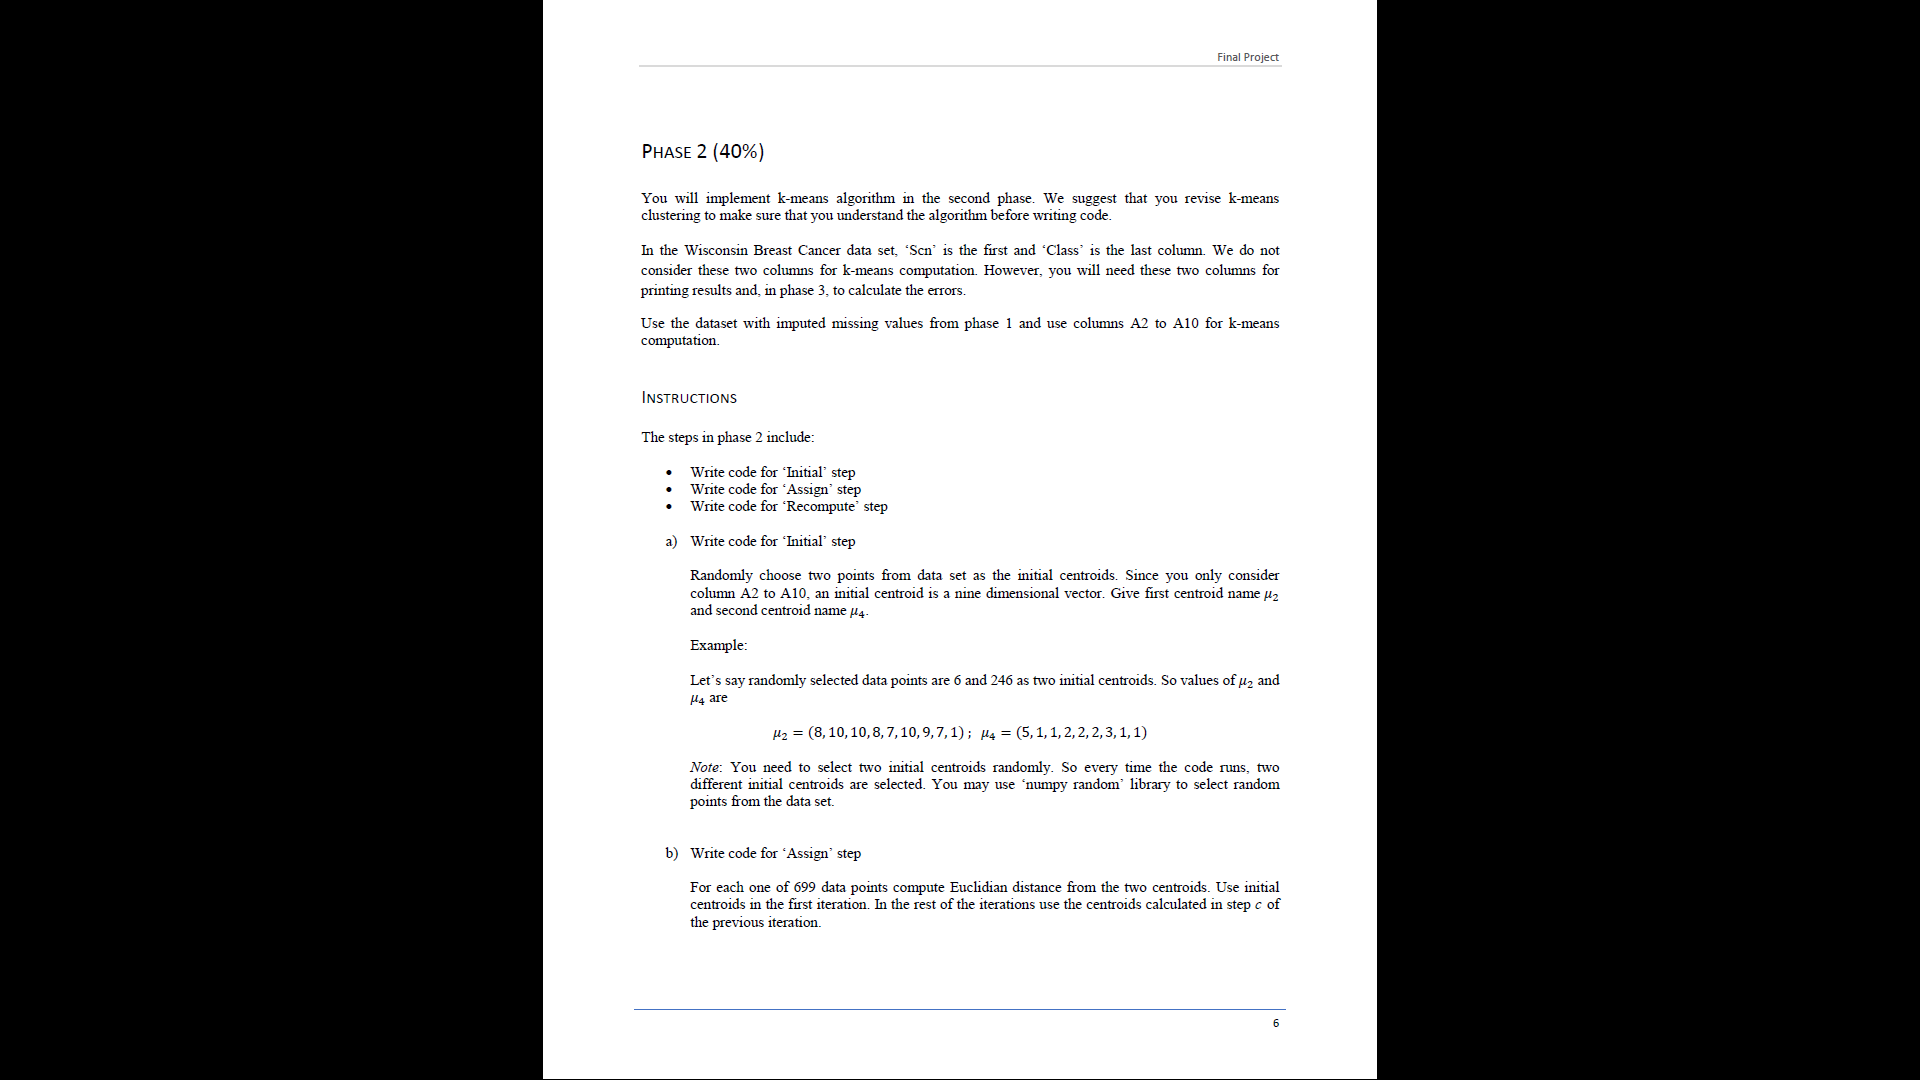 Final Project
PHASE 2 (40%)
You will implement k-means algorithm in the second phase. We suggest that you revise k-means
clustering to make sure that you understand the algorithm before writing code.
In the Wisconsin Breast Cancer data set, ‘Scn’ is the first and ‘Class’ is the last column. We do not
consider these two columns for k-means computation. However, you will need these two columns for
printing results and, in phase 3, to calculate the errors.
Use the dataset with imputed missing values from phase 1 and use columns A2 to A10 for k-means
computation.
INSTRUCTIONS
The steps in phase 2 include:
• Write code for ‘Initial’ step
• Write code for ‘Assign’ step
• Write code for ‘Recompute’ step
a) Write code for ‘Initial’ step
Randomly choose two points from data set as the initial centroids. Since you only consider
column A2 to A10, an initial centroid is a nine dimensional vector. Give first centroid name μ₂
and second centroid name μ₄.
Example:
Let’s say randomly selected data points are 6 and 246 as two initial centroids. So values of μ₂ and
μ₄ are
μ₂ = (8, 10, 10, 8, 7, 10, 9, 7, 1) ; μ₄ = (5, 1, 1, 2, 2, 2, 3, 1, 1)
Note: You need to select two initial centroids randomly. So every time the code runs, two
different initial centroids are selected. You may use ‘numpy random’ library to select random
points from the data set.
b) Write code for ‘Assign’ step
For each one of 699 data points compute Euclidian distance from the two centroids. Use initial
centroids in the first iteration. In the rest of the iterations use the centroids calculated in step c of
the previous iteration.
6